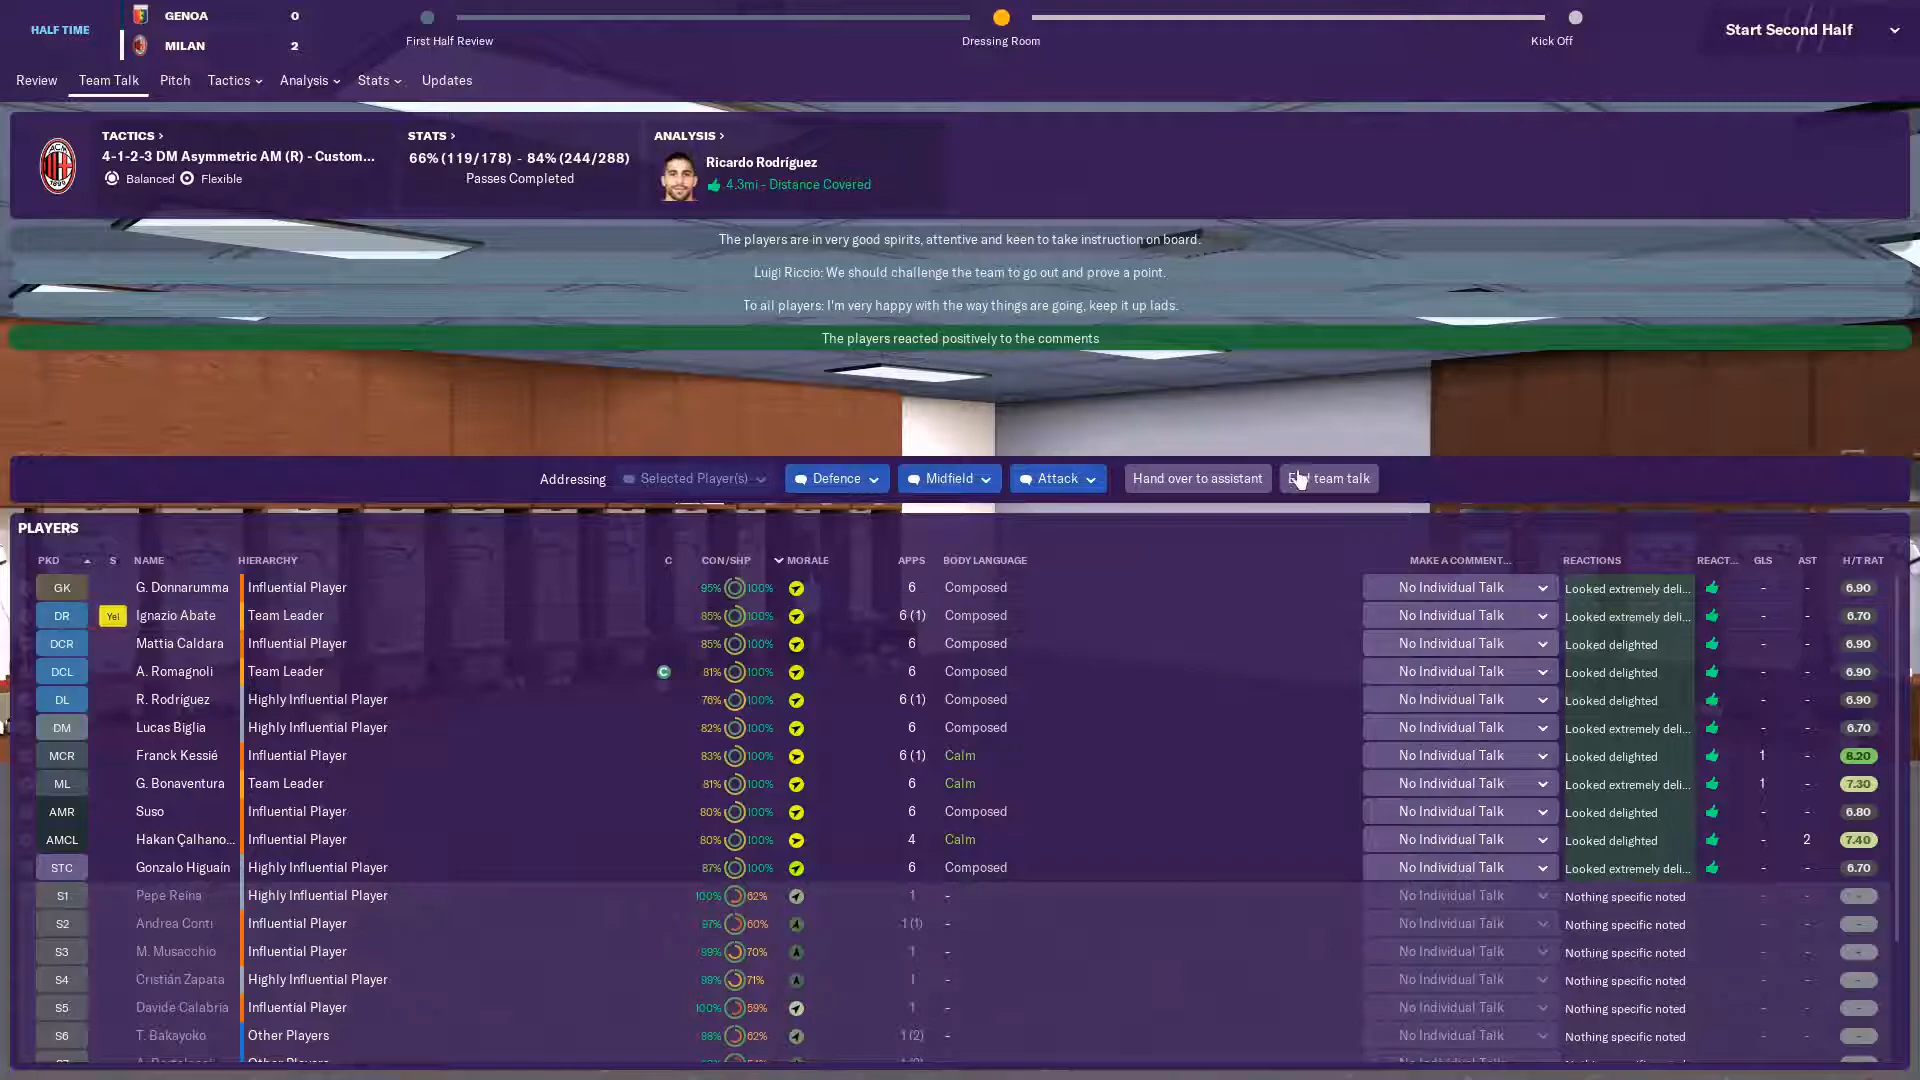 HALF TIME
GENOA 0
MILAN 2
First Half Review
Dressing Room
Kick Off
Start Second Half
Review Team Talk Pitch Tactics Analysis Stats Updates
TACTICS >
4-1-2-3 DM Asymmetric AM (R) - Custom...
Balanced Flexible
STATS >
66% (119/178) - 84% (244/288)
Passes Completed
ANALYSIS >
Ricardo Rodríguez
4.3mi - Distance Covered
The players are in very good spirits, attentive and keen to take instruction on board.
Luigi Riccio: We should challenge the team to go out and prove a point.
To all players: I'm very happy with the way things are going, keep it up lads.
The players reacted positively to the comments
Addressing Selected Player(s) Defence Midfield Attack Hand over to assistant team talk
PLAYERS
PKD S NAME HIERARCHY C CON/SHP MORALE APPS BODY LANGUAGE MAKE A COMMENT... REACTIONS REACT... GLS AST H/T RAT
GK G. Donnarumma Influential Player 95% 100% 6 Composed No Individual Talk Looked extremely deli... - - 6.90
DR Yel Ignazio Abate Team Leader 85% 100% 6 (1) Composed No Individual Talk Looked extremely deli... - - 6.70
DCR Mattia Caldara Influential Player 85% 100% 6 Composed No Individual Talk Looked delighted - - 6.90
DCL A. Romagnoli Team Leader C 81% 100% 6 Composed No Individual Talk Looked delighted - - 6.90
DL R. Rodríguez Highly Influential Player 76% 100% 6 (1) Composed No Individual Talk Looked delighted - - 6.90
DM Lucas Biglia Highly Influential Player 82% 100% 6 Composed No Individual Talk Looked extremely deli... - - 6.70
MCR Franck Kessié Influential Player 83% 100% 6 (1) Calm No Individual Talk Looked delighted 1 - 8.20
ML G. Bonaventura Team Leader 81% 100% 6 Calm No Individual Talk Looked extremely deli... 1 - 7.30
AMR Suso Influential Player 80% 100% 6 Composed No Individual Talk Looked delighted - - 6.80
AMCL Hakan Çalhano... Influential Player 80% 100% 4 Calm No Individual Talk Looked delighted - 2 7.40
STC Gonzalo Higuaín Highly Influential Player 87% 100% 6 Composed No Individual Talk Looked extremely deli... - - 6.70
S1 Pepe Reina Highly Influential Player 100% 62% 1 - No Individual Talk Nothing specific noted - - -
S2 Andrea Conti Influential Player 97% 60% 1 (1) - No Individual Talk Nothing specific noted - - -
S3 M. Musacchio Influential Player 99% 70% 1 - No Individual Talk Nothing specific noted - - -
S4 Cristián Zapata Highly Influential Player 99% 71% 1 - No Individual Talk Nothing specific noted - - -
S5 Davide Calabria Influential Player 100% 59% 1 - No Individual Talk Nothing specific noted - - -
S6 T. Bakayoko Other Players 98% 62% 1 (2) - No Individual Talk Nothing specific noted - - -